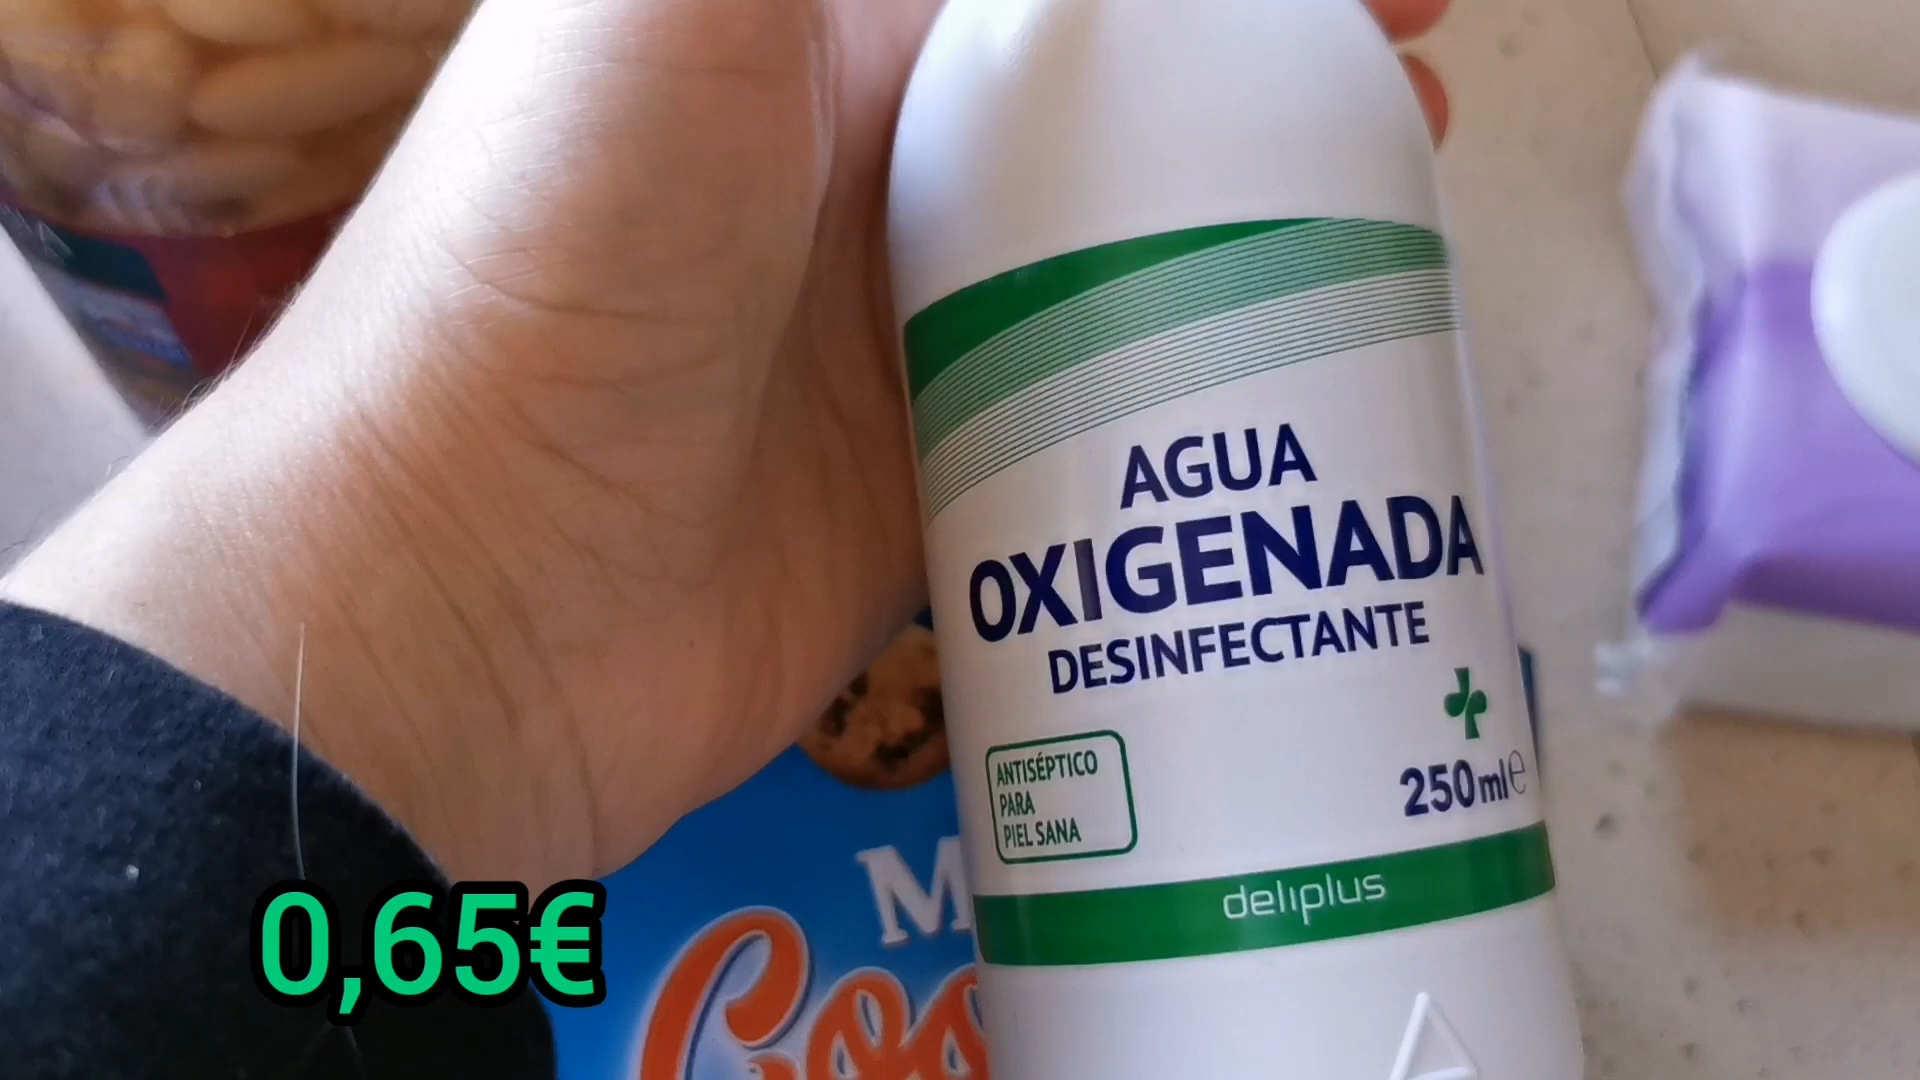 AGUA
OXIGENADA
DESINFECTANTE
ANTISÉPTICO
PARA
PIEL SANA
250ml℮
deliplus
0,65€